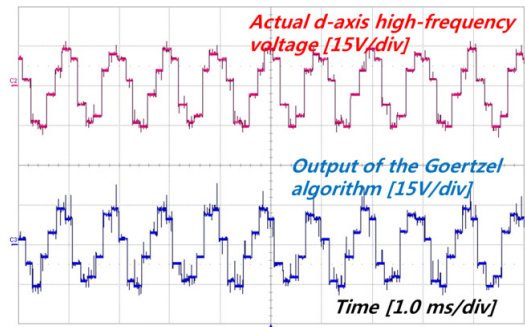 Actual d-axis high-frequency
voltage [15V/div]
Output of the Goertzel
algorithm [15V/div]
Time [1.0 ms/div]